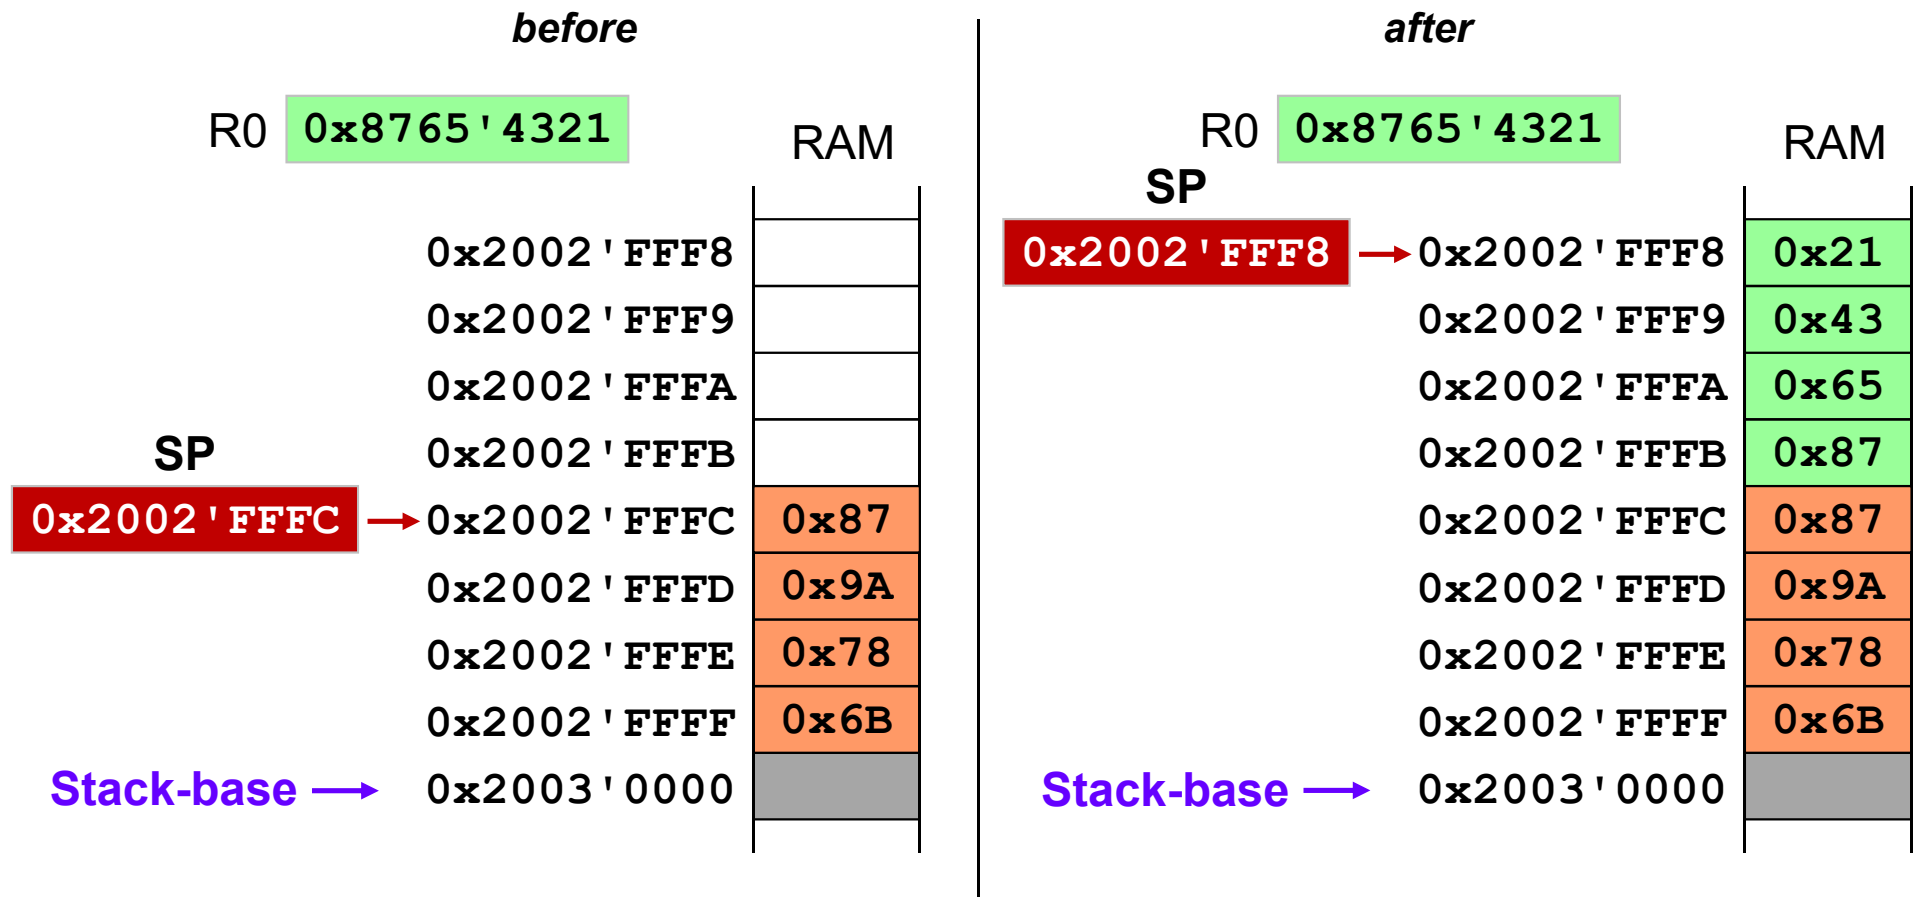 before
R0 0x8765'4321
RAM
0x2002'FFF8
0x2002'FFF9
0x2002'FFFA
SP
0x2002'FFFB
0x2002'FFFC 0x2002'FFFC 0x87
0x2002'FFFD 0x9A
0x2002'FFFE 0x78
0x2002'FFFF 0x6B
Stack-base 0x2003'0000
after
R0 0x8765'4321
RAM
SP
0x2002'FFF8 0x2002'FFF8 0x21
0x2002'FFF9 0x43
0x2002'FFFA 0x65
0x2002'FFFB 0x87
0x2002'FFFC 0x87
0x2002'FFFD 0x9A
0x2002'FFFE 0x78
0x2002'FFFF 0x6B
Stack-base 0x2003'0000